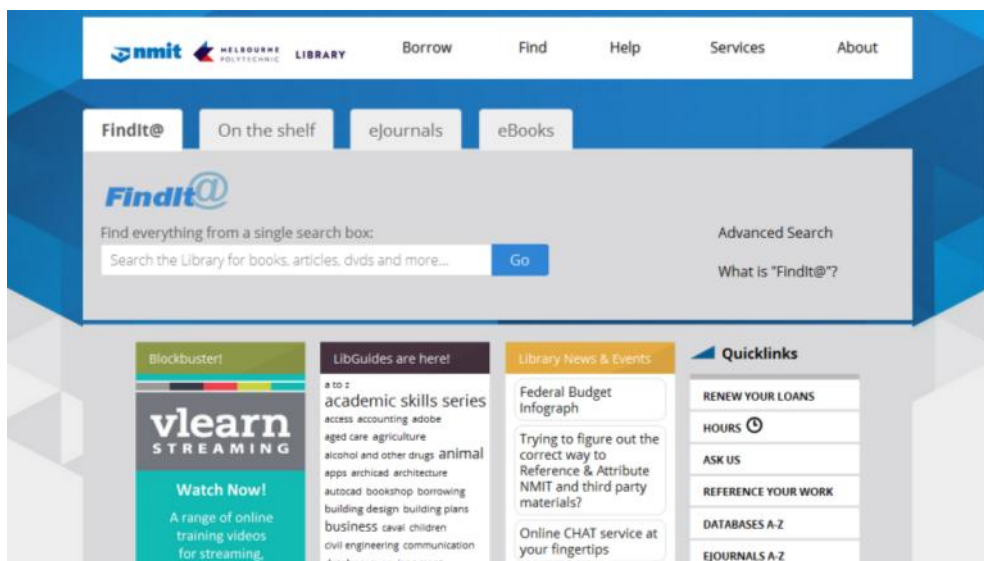 nmit MELBOURNE POLYTECHNIC LIBRARY
Borrow Find Help Services About
FindIt@ On the shelf eJournals eBooks
FindIt@
Find everything from a single search box:
Search the Library for books, articles, dvds and more...
Go
Advanced Search
What is "FindIt@"?
Blockbuster!
vlearn
STREAMING
Watch Now!
A range of online
training videos
for streaming,
LibGuides are here!
a to z
academic skills series
access accounting adobe
aged care agriculture
alcohol and other drugs animal
apps archicad architecture
autocad bookshop borrowing
building design building plans
business caval children
civil engineering communication
Library News & Events
Federal Budget
Infograph
Trying to figure out the
correct way to
Reference & Attribute
NMIT and third party
materials?
Online CHAT service at
your fingertips
Quicklinks
RENEW YOUR LOANS
HOURS
ASK US
REFERENCE YOUR WORK
DATABASES A-Z
EJOURNALS A-Z